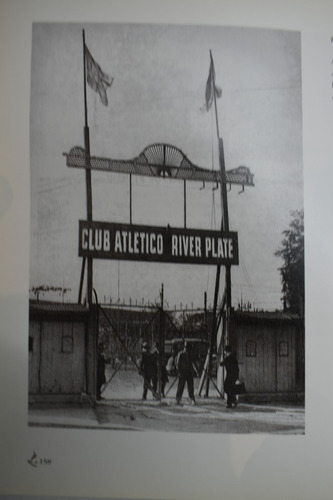 CLUB ATLETICO RIVER PLATE